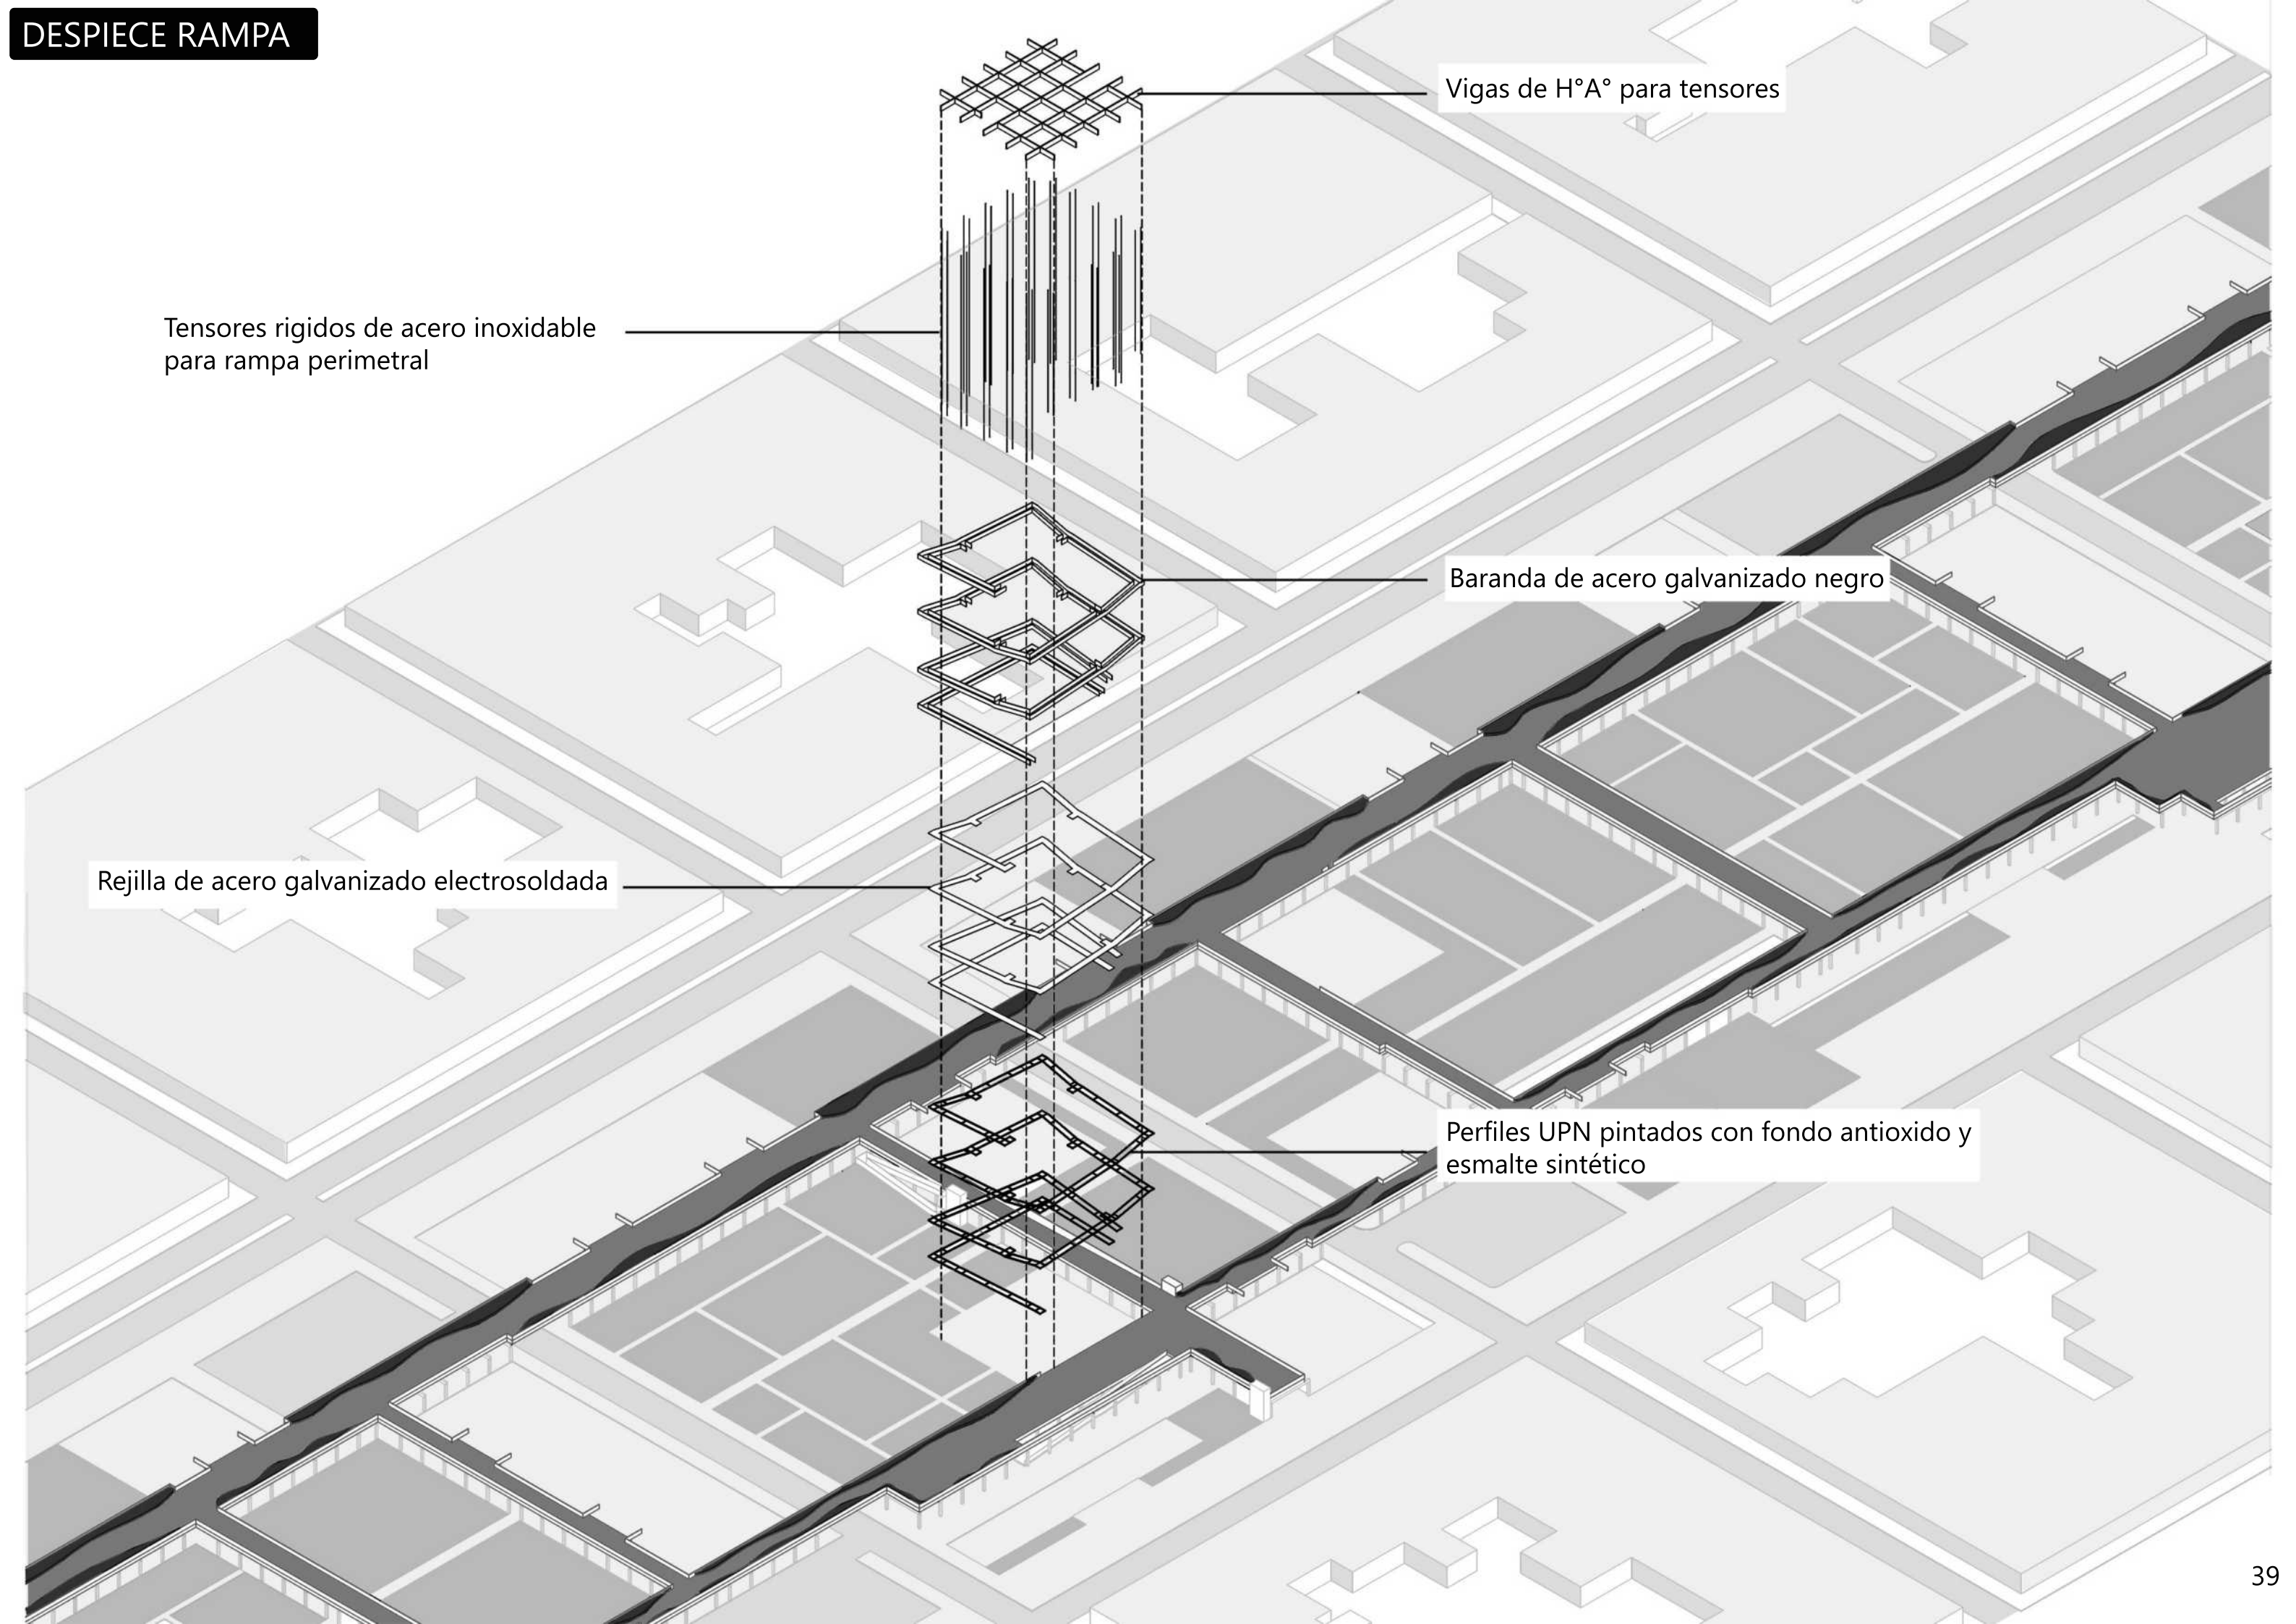 DESPIECE RAMPA
Vigas de H°A° para tensores
Tensores rigidos de acero inoxidable
para rampa perimetral
Baranda de acero galvanizado negro
Rejilla de acero galvanizado electrosoldada
Perfiles UPN pintados con fondo antioxido y
esmalte sintético
39